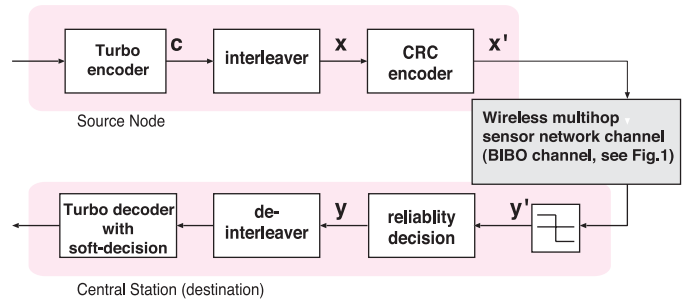 Turbo
encoder
c
interleaver
x
CRC
encoder
x'
Source Node
Wireless multihop
sensor network channel
(BIBO channel, see Fig.1)
Turbo decoder
with
soft-decision
de-
interleaver
y
reliablity
decision
y'
Central Station (destination)